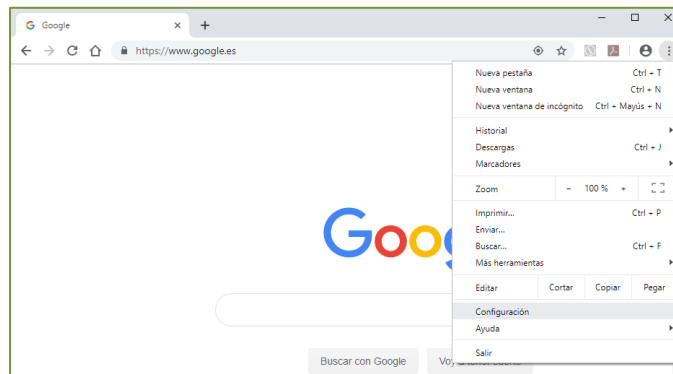 Google
https://www.google.es
Nueva pestaña Ctrl + T
Nueva ventana Ctrl + N
Nueva ventana de incógnito Ctrl + Mayús + N
Historial
Descargas Ctrl + J
Marcadores
Zoom - 100 % +
Imprimir... Ctrl + P
Enviar...
Buscar... Ctrl + F
Más herramientas
Editar Cortar Copiar Pegar
Configuración
Ayuda
Salir
Goo
Buscar con Google Voy